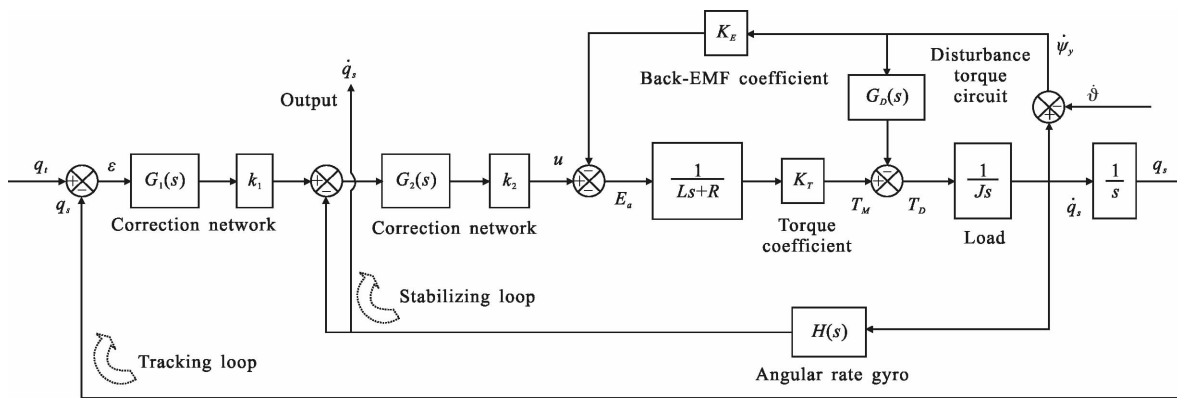 K_E
ψ̇_y
q̇_s
Back-EMF coefficient
Disturbance
torque
circuit
Output
G_D(s)
ϑ̇
− +
q_t
+
−
ε
G_1(s)
k_1
+
−
G_2(s)
k_2
u
+
−
E_a
1
Ls+R
K_T
+ −
1
Js
1
s
q_s
q_s
T_M
T_D
q̇_s
Correction network
Correction network
Torque
coefficient
Load
Stabilizing loop
H(s)
Tracking loop
Angular rate gyro